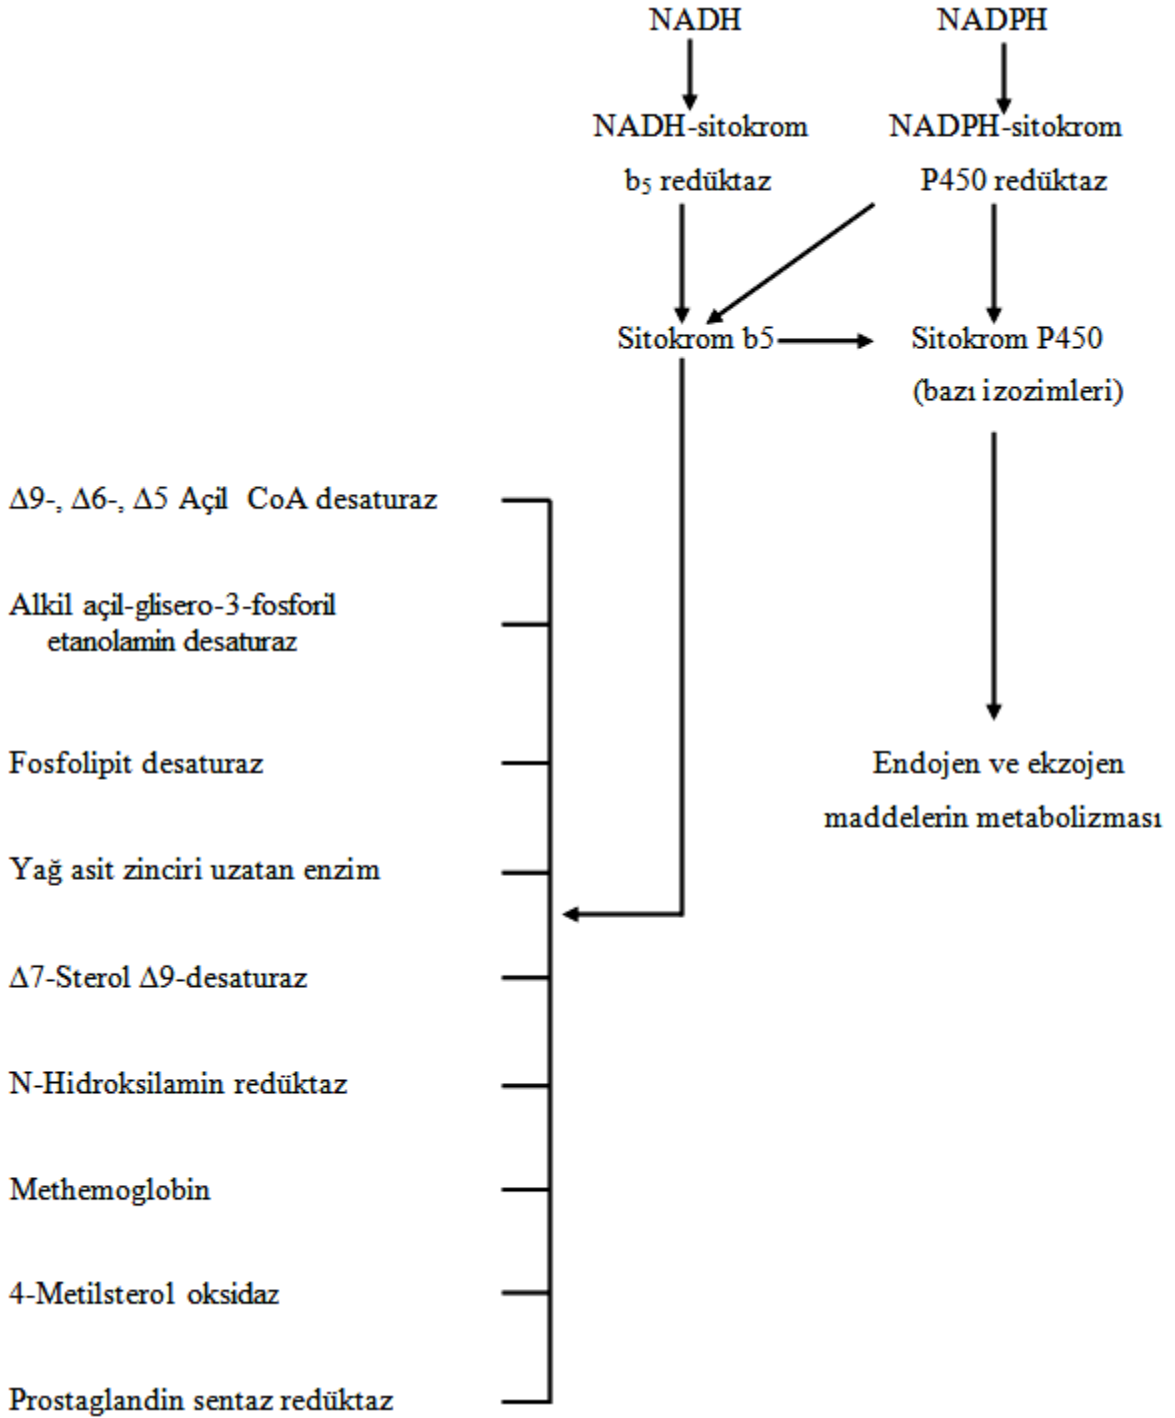 NADH
NADPH
NADH-sitokrom
b₅ redüktaz
NADPH-sitokrom
P450 redüktaz
Sitokrom b5
Sitokrom P450
(bazı izozimleri)
Δ9-, Δ6-, Δ5 Açil CoA desaturaz
Alkil açil-glisero-3-fosforil
etanolamin desaturaz
Fosfolipit desaturaz
Yağ asit zinciri uzatan enzim
Δ7-Sterol Δ9-desaturaz
N-Hidroksilamin redüktaz
Methemoglobin
4-Metilsterol oksidaz
Prostaglandin sentaz redüktaz
Endojen ve ekzojen
maddelerin metabolizması